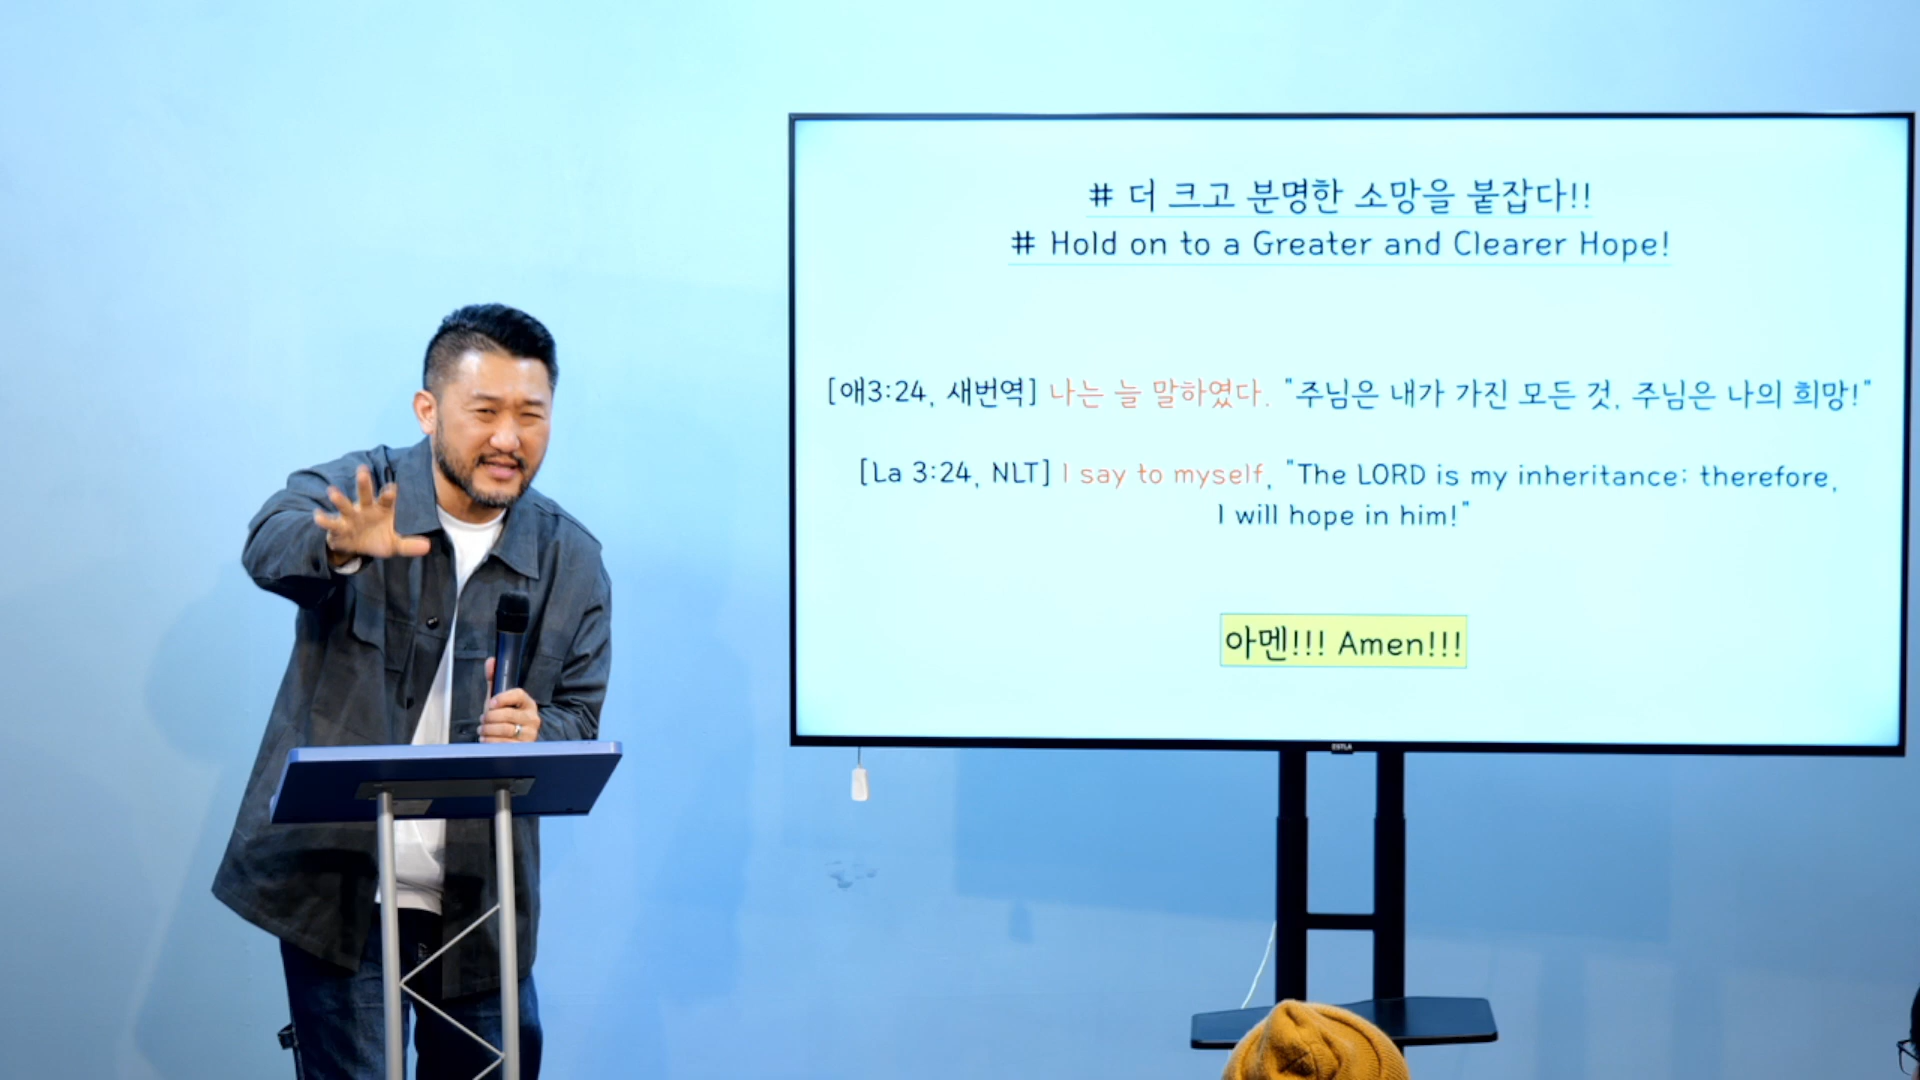 # 더 크고 분명한 소망을 붙잡다!!
# Hold on to a Greater and Clearer Hope!
[애3:24, 새번역] 나는 늘 말하였다. "주님은 내가 가진 모든 것, 주님은 나의 희망!"
[La 3:24, NLT] I say to myself, "The LORD is my inheritance; therefore,
I will hope in him!"
아멘!!! Amen!!!
ESTLA